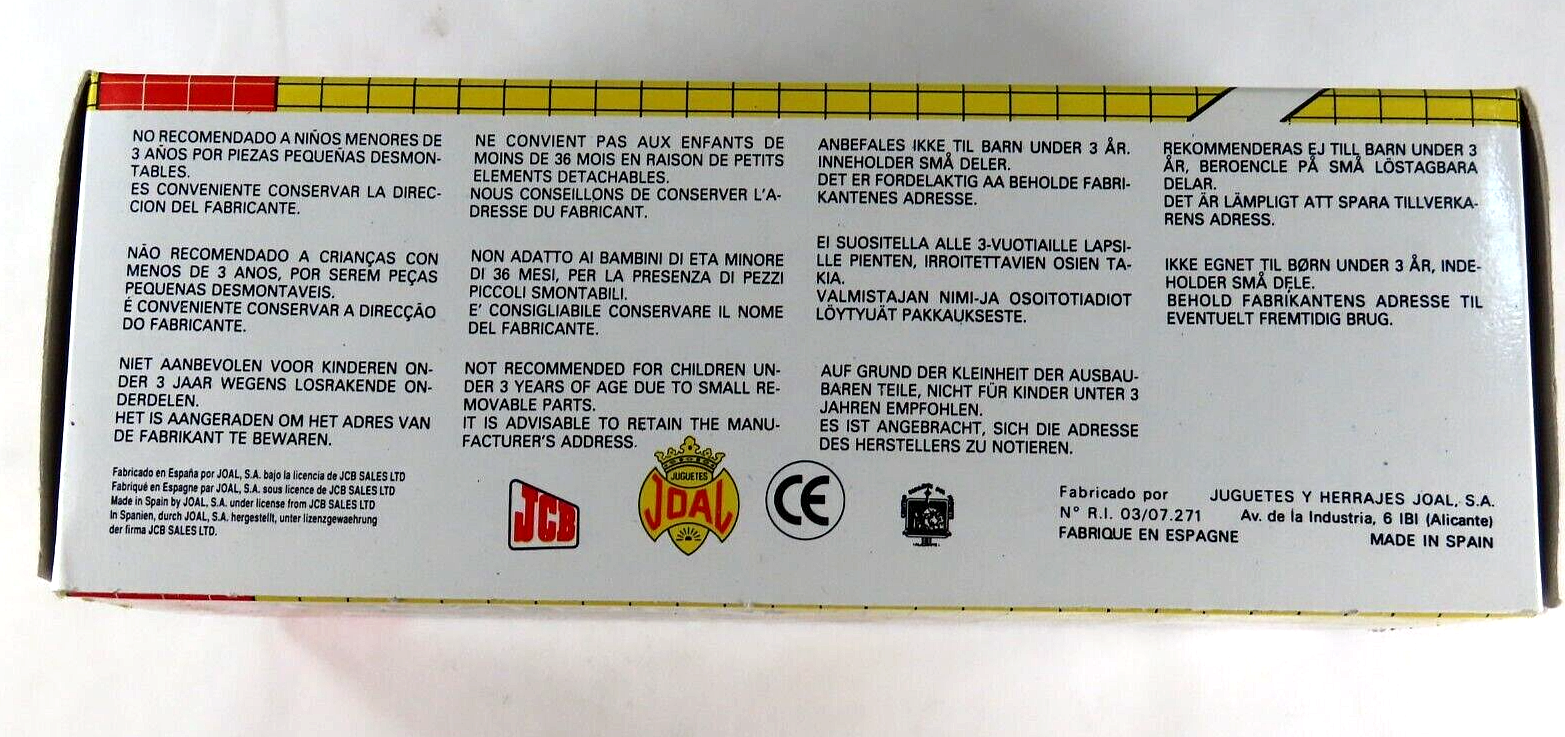 NO RECOMENDADO A NIÑOS MENORES DE
3 AÑOS POR PIEZAS PEQUEÑAS DESMON-
TABLES.
ES CONVENIENTE CONSERVAR LA DIREC-
CION DEL FABRICANTE.
NÃO RECOMENDADO A CRIANÇAS CON
MENOS DE 3 ANOS, POR SEREM PEÇAS
PEQUENAS DESMONTAVEIS.
É CONVENIENTE CONSERVAR A DIRECÇÃO
DO FABRICANTE.
NIET AANBEVOLEN VOOR KINDEREN ON-
DER 3 JAAR WEGENS LOSRAKENDE ON-
DERDELEN.
HET IS AANGERADEN OM HET ADRES VAN
DE FABRIKANT TE BEWAREN.
NE CONVIENT PAS AUX ENFANTS DE
MOINS DE 36 MOIS EN RAISON DE PETITS
ELEMENTS DETACHABLES.
NOUS CONSEILLONS DE CONSERVER L'A-
DRESSE DU FABRICANT.
NON ADATTO AI BAMBINI DI ETA MINORE
DI 36 MESI, PER LA PRESENZA DI PEZZI
PICCOLI SMONTABILI.
E' CONSIGLIABILE CONSERVARE IL NOME
DEL FABRICANTE.
NOT RECOMMENDED FOR CHILDREN UN-
DER 3 YEARS OF AGE DUE TO SMALL RE-
MOVABLE PARTS.
IT IS ADVISABLE TO RETAIN THE MANU-
FACTURER'S ADDRESS.
ANBEFALES IKKE TIL BARN UNDER 3 ÅR.
INNEHOLDER SMÅ DELER.
DET ER FORDELAKTIG AA BEHOLDE FABRI-
KANTENES ADRESSE.
EI SUOSITELLA ALLE 3-VUOTIAILLE LAPSI-
LLE PIENTEN, IRROITETTAVIEN OSIEN TA-
KIA.
VALMISTAJAN NIMI-JA OSOITOTIADIOT
LÖYTYUÄT PAKKAUKSESTE.
AUF GRUND DER KLEINHEIT DER AUSBAU-
BAREN TEILE, NICHT FÜR KINDER UNTER 3
JAHREN EMPFOHLEN.
ES IST ANGEBRACHT, SICH DIE ADRESSE
DES HERSTELLERS ZU NOTIEREN.
REKOMMENDERAS EJ TILL BARN UNDER 3
ÅR, BEROENCLE PÅ SMÅ LÖSTAGBARA
DELAR.
DET ÄR LÄMPLIGT ATT SPARA TILLVERKA-
RENS ADRESS.
IKKE EGNET TIL BØRN UNDER 3 ÅR, INDE-
HOLDER SMÅ DELE.
BEHOLD FABRIKANTENS ADRESSE TIL
EVENTUELT FREMTIDIG BRUG.
Fabricado en España por JOAL, S.A. bajo la licencia de JCB SALES LTD
Fabriqué en Espagne par JOAL, S.A. sous licence de JCB SALES LTD
Made in Spain by JOAL, S.A. under license from JCB SALES LTD
In Spanien, durch JOAL, S.A. hergestellt, unter lizenzgewaehrung
der firma JCB SALES LTD.
JCB
JUGUETES
JOAL
CE
Fabricado por JUGUETES Y HERRAJES JOAL, S.A.
N° R.I. 03/07.271 Av. de la Industria, 6 IBI (Alicante)
FABRIQUE EN ESPAGNE MADE IN SPAIN